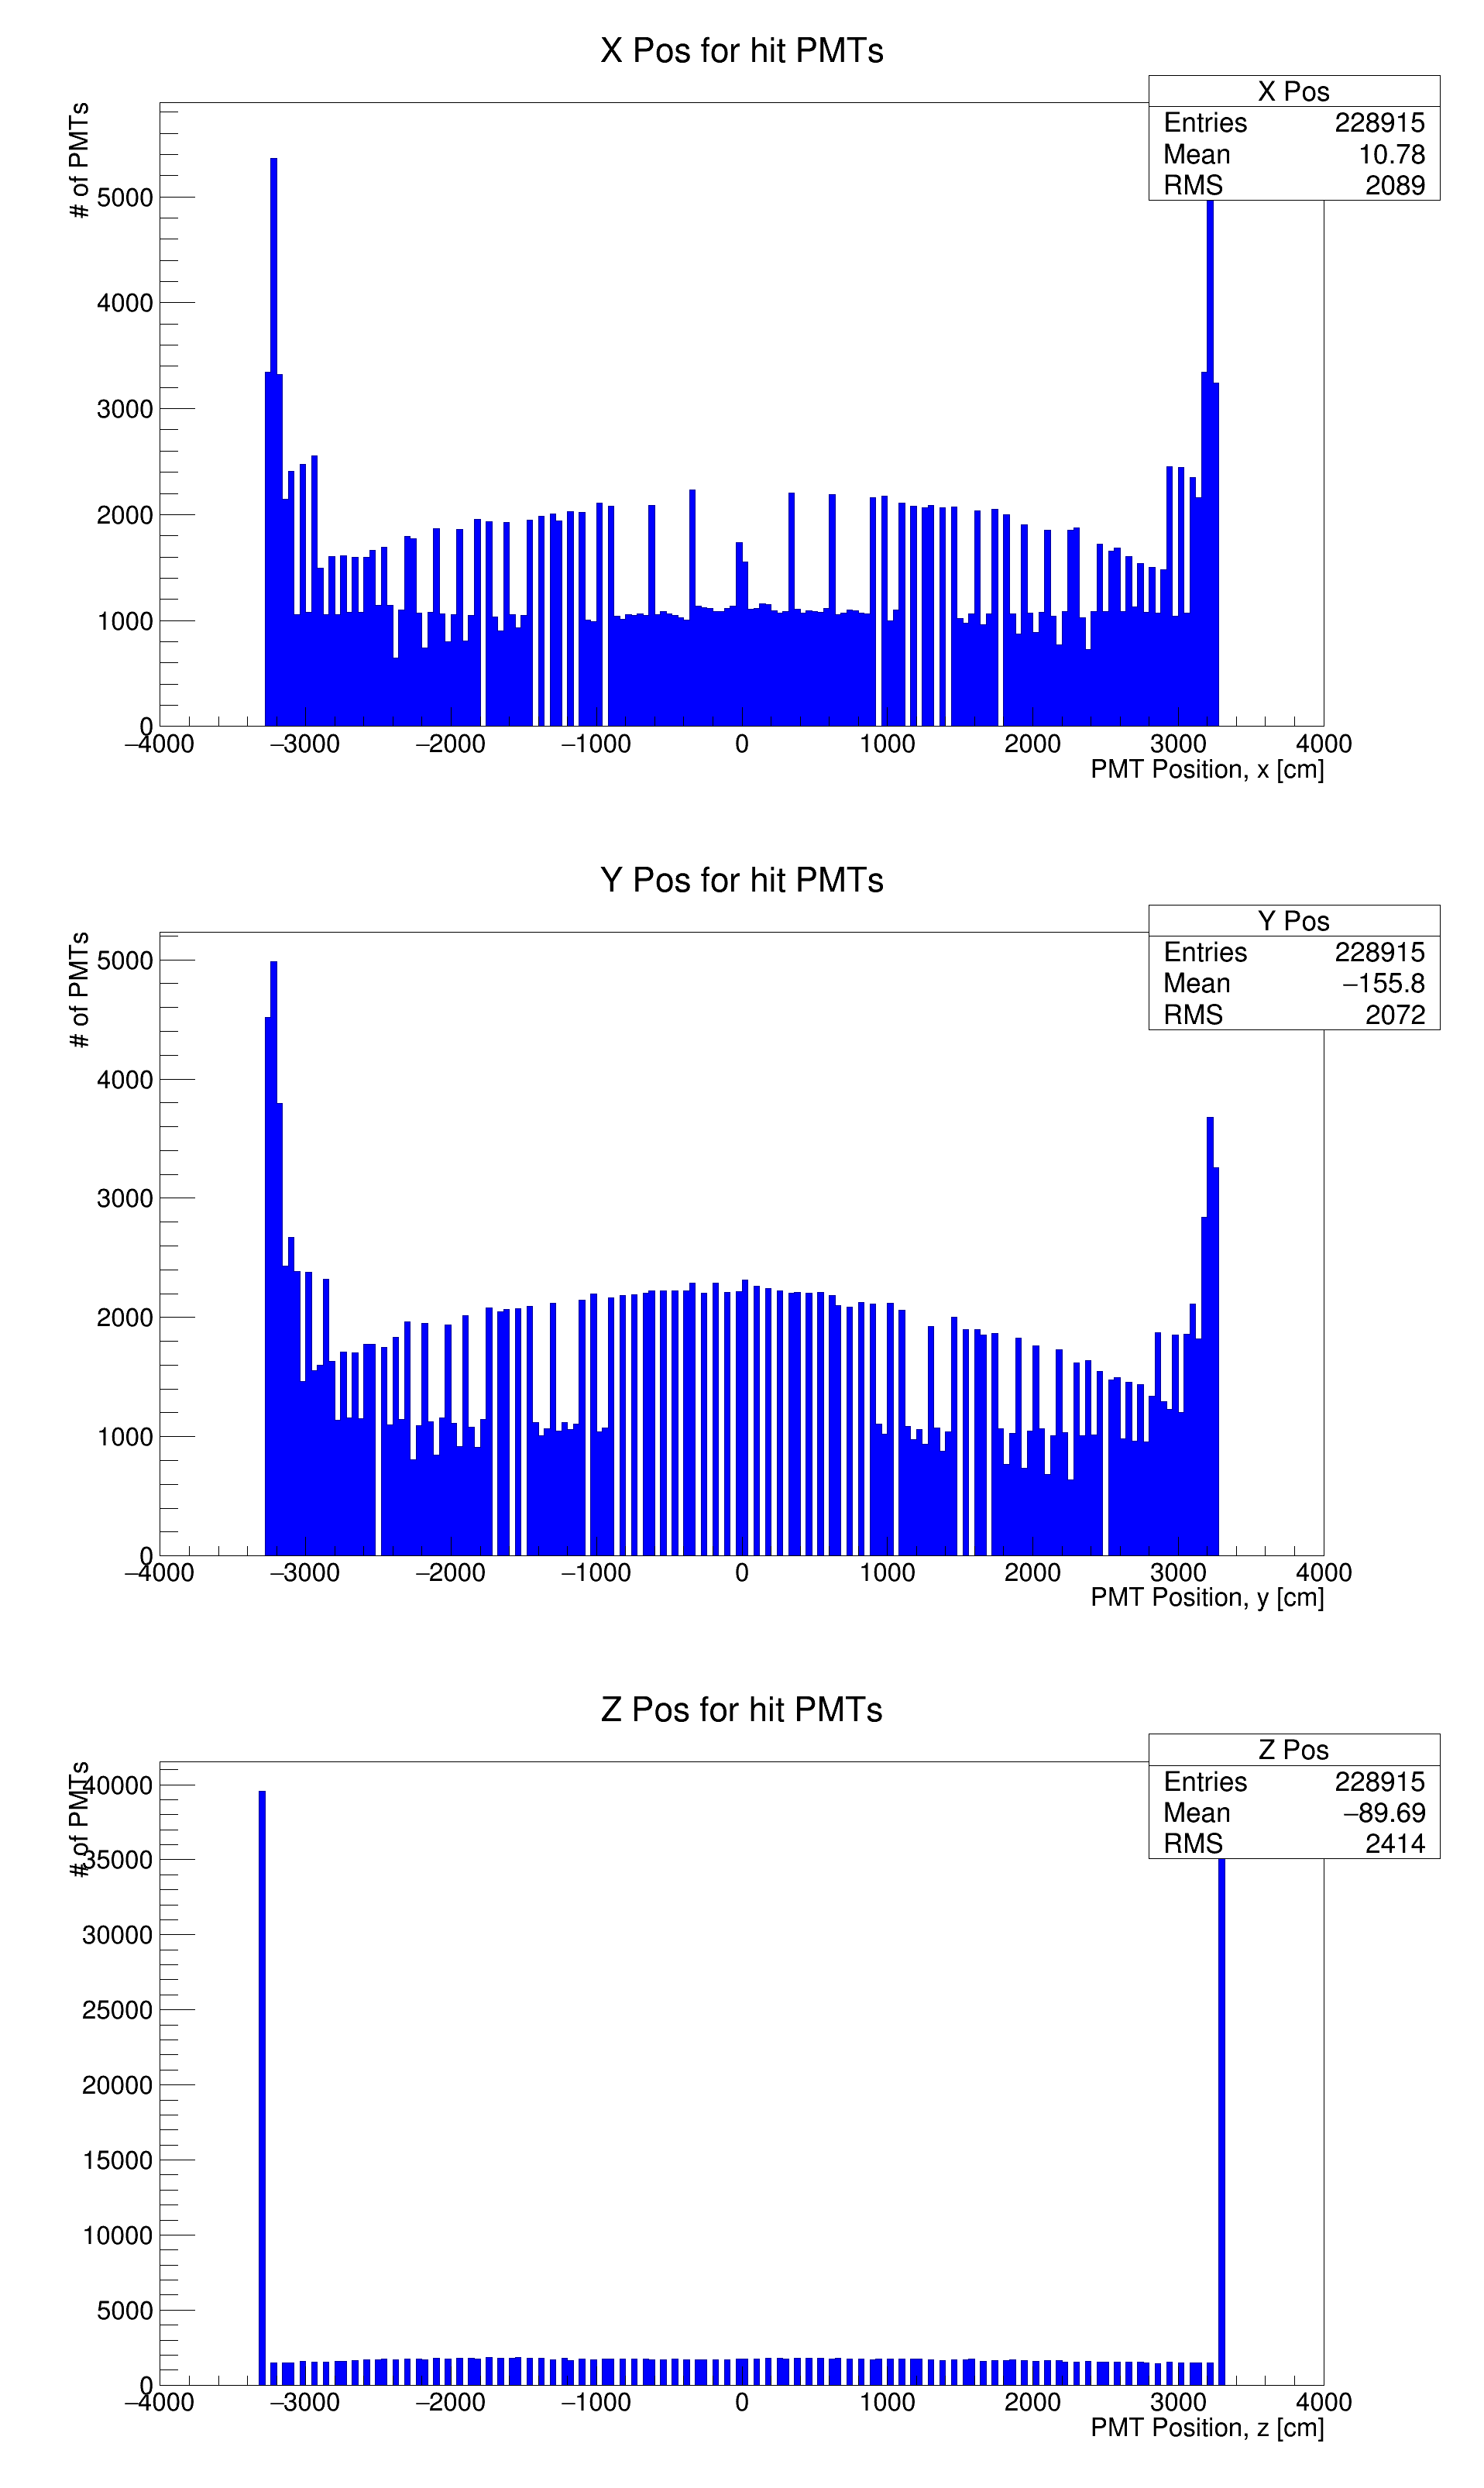 X Pos for hit PMTs
# of PMTs
X Pos
Entries 228915
Mean 10.78
RMS 2089
5000
4000
3000
2000
1000
0
−4000 −3000 −2000 −1000 0 1000 2000 3000 4000
PMT Position, x [cm]
Y Pos for hit PMTs
# of PMTs
Y Pos
Entries 228915
Mean −155.8
RMS 2072
5000
4000
3000
2000
1000
0
−4000 −3000 −2000 −1000 0 1000 2000 3000 4000
PMT Position, y [cm]
Z Pos for hit PMTs
# of PMTs
Z Pos
Entries 228915
Mean −89.69
RMS 2414
40000
35000
30000
25000
20000
15000
10000
5000
0
−4000 −3000 −2000 −1000 0 1000 2000 3000 4000
PMT Position, z [cm]